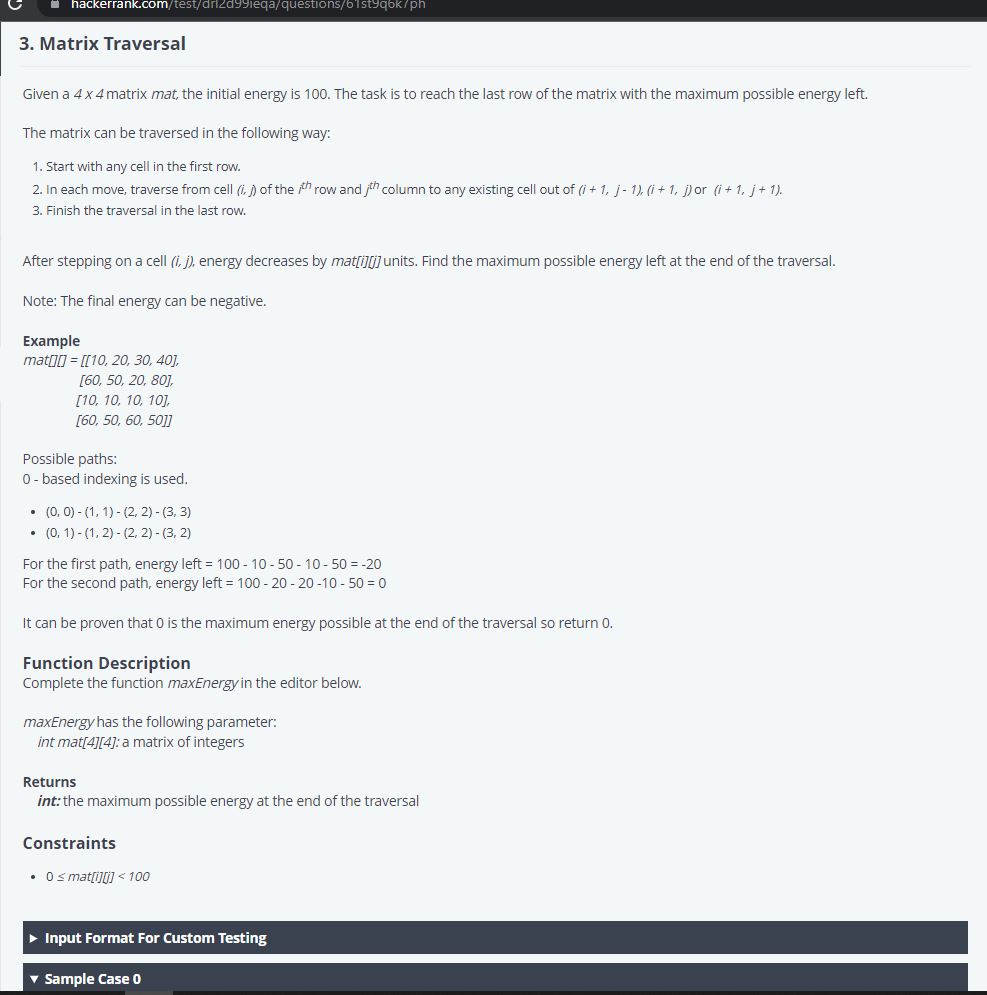 hackerrank.com/test/drl2d99ieqa/questions/61st9q6k7ph
3. Matrix Traversal
Given a 4 x 4 matrix mat, the initial energy is 100. The task is to reach the last row of the matrix with the maximum possible energy left.
The matrix can be traversed in the following way:
1. Start with any cell in the first row.
2. In each move, traverse from cell (i, j) of the ith row and jth column to any existing cell out of (i + 1, j - 1), (i + 1, j) or (i + 1, j + 1).
3. Finish the traversal in the last row.
After stepping on a cell (i, j), energy decreases by mat[i][j] units. Find the maximum possible energy left at the end of the traversal.
Note: The final energy can be negative.
Example
mat[][] = [[10, 20, 30, 40],
[60, 50, 20, 80],
[10, 10, 10, 10],
[60, 50, 60, 50]]
Possible paths:
0 - based indexing is used.
• (0, 0) - (1, 1) - (2, 2) - (3, 3)
• (0, 1) - (1, 2) - (2, 2) - (3, 2)
For the first path, energy left = 100 - 10 - 50 - 10 - 50 = -20
For the second path, energy left = 100 - 20 - 20 -10 - 50 = 0
It can be proven that 0 is the maximum energy possible at the end of the traversal so return 0.
Function Description
Complete the function maxEnergy in the editor below.
maxEnergy has the following parameter:
int mat[4][4]: a matrix of integers
Returns
int: the maximum possible energy at the end of the traversal
Constraints
• 0 ≤ mat[i][j] < 100
► Input Format For Custom Testing
▼ Sample Case 0